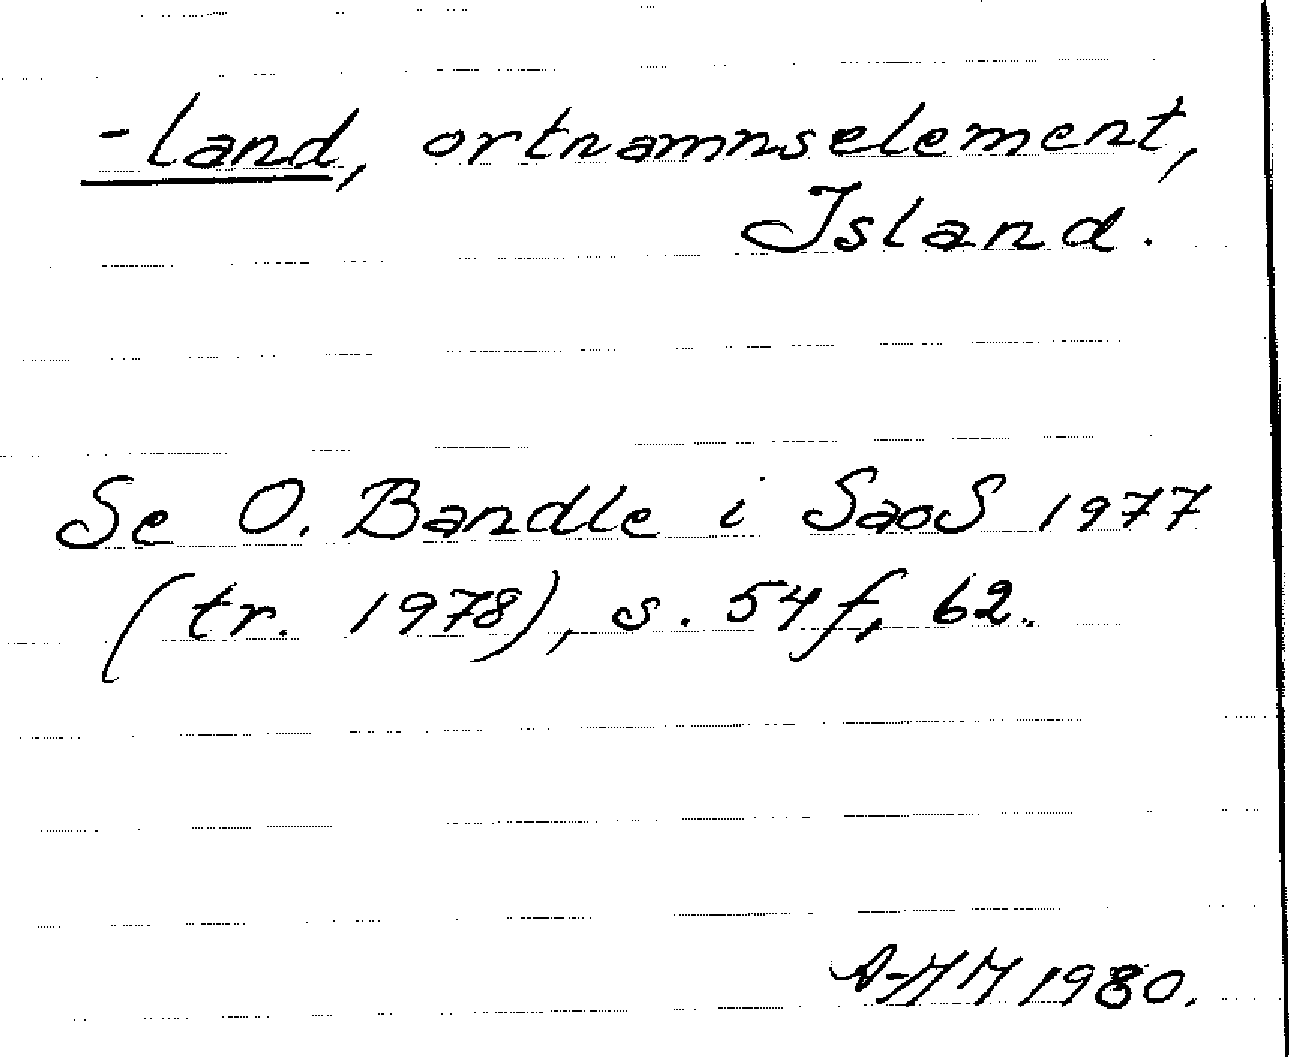 -land, ortnamnselement,
Island.
Se O. Bandle i SaoS 1977
(tr. 1978), s. 54 f, 62.
1980.